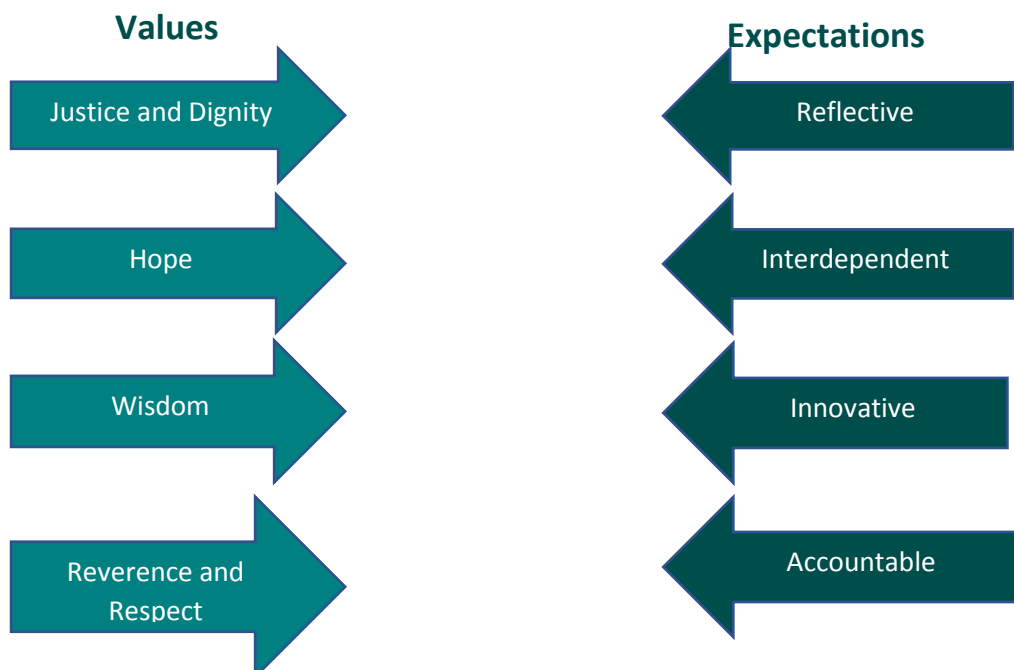 Values
Expectations
Justice and Dignity
Reflective
Hope
Interdependent
Wisdom
Innovative
Reverence and
Respect
Accountable